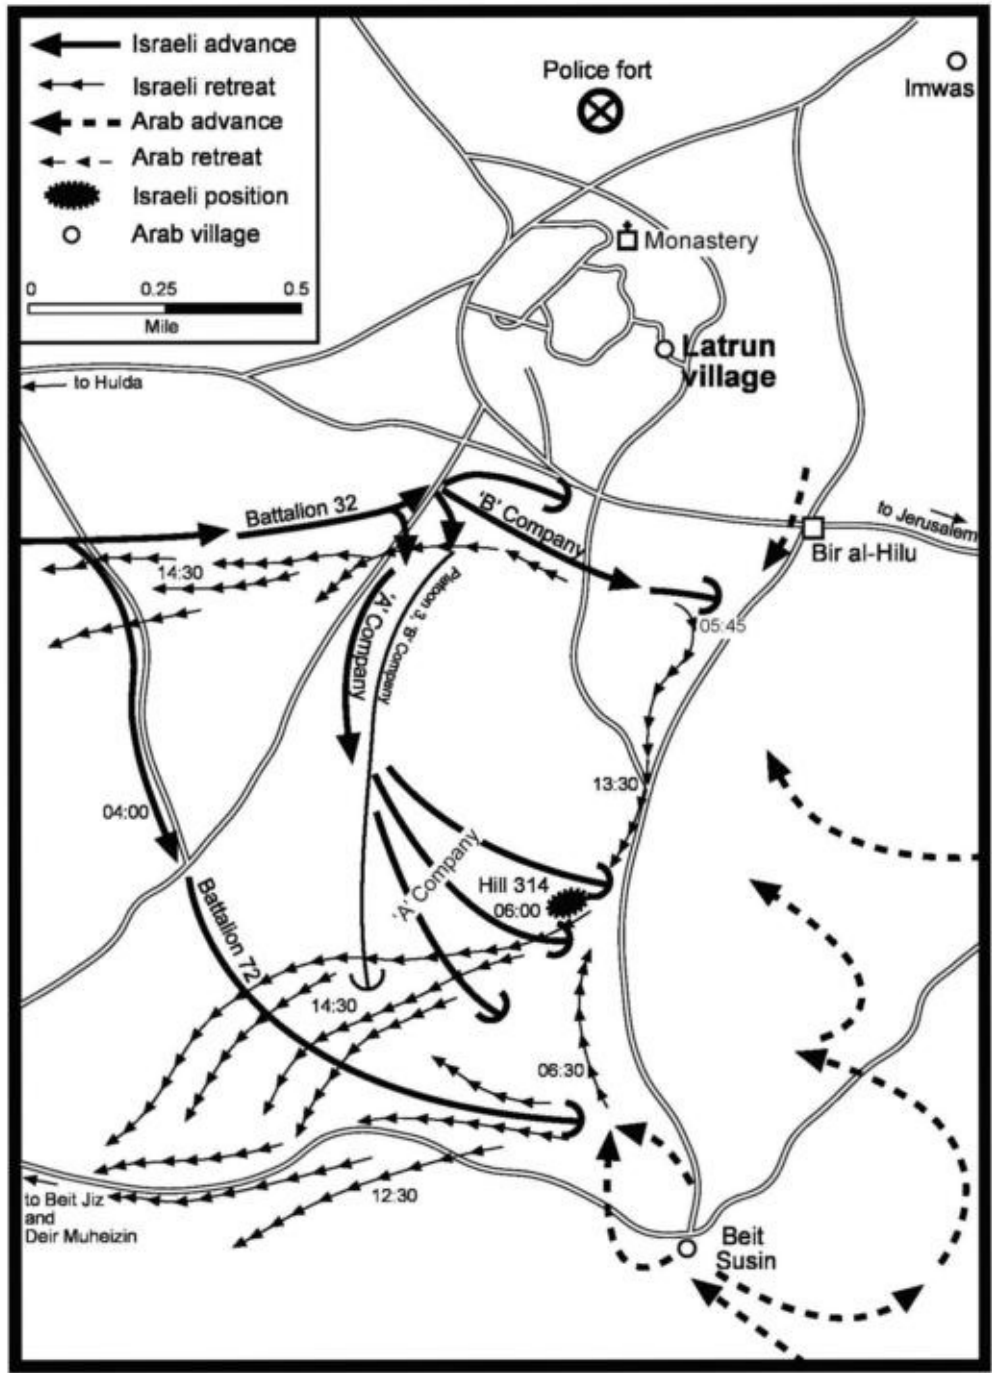 Israeli advance
Israeli retreat
Arab advance
Arab retreat
Israeli position
Arab village
0 0.25 0.5
Mile
Police fort
Imwas
Monastery
Latrun
village
to Hulda
Battalion 32
'B' Company
to Jerusalem
Bir al-Hilu
14:30
05:45
'A' Company
Platoon 3, 'B' Company
13:30
04:00
'A' Company
Hill 314
06:00
Battalion 72
14:30
06:30
12:30
to Beit Jiz
and
Deir Muheizin
Beit
Susin